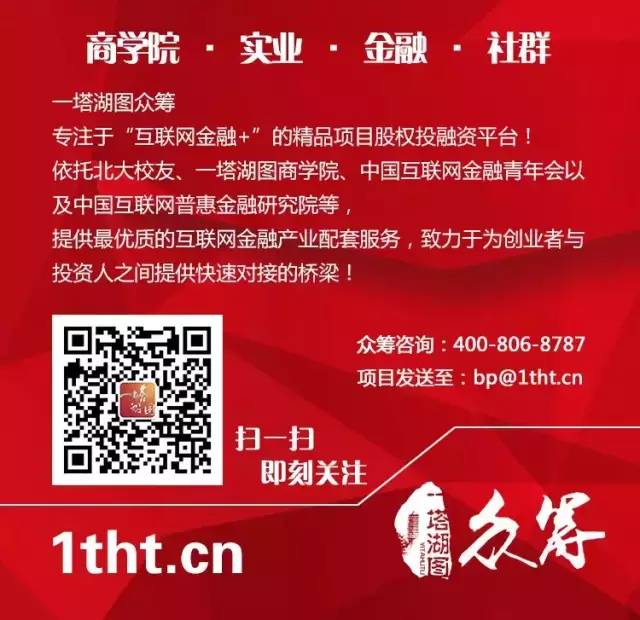 商学院 · 实业 · 金融 · 社群
一塔湖图众筹
专注于“互联网金融+”的精品项目股权投融资平台！
依托北大校友、一塔湖图商学院、中国互联网金融青年会以
及中国互联网普惠金融研究院等，
提供最优质的互联网金融产业配套服务，致力于为创业者与
投资人之间提供快速对接的桥梁！
众筹咨询：400-806-8787
项目发送至：bp@1tht.cn
一塔湖图
扫一扫
即刻关注
1tht.cn
一塔湖图
YITAHUTU
众筹